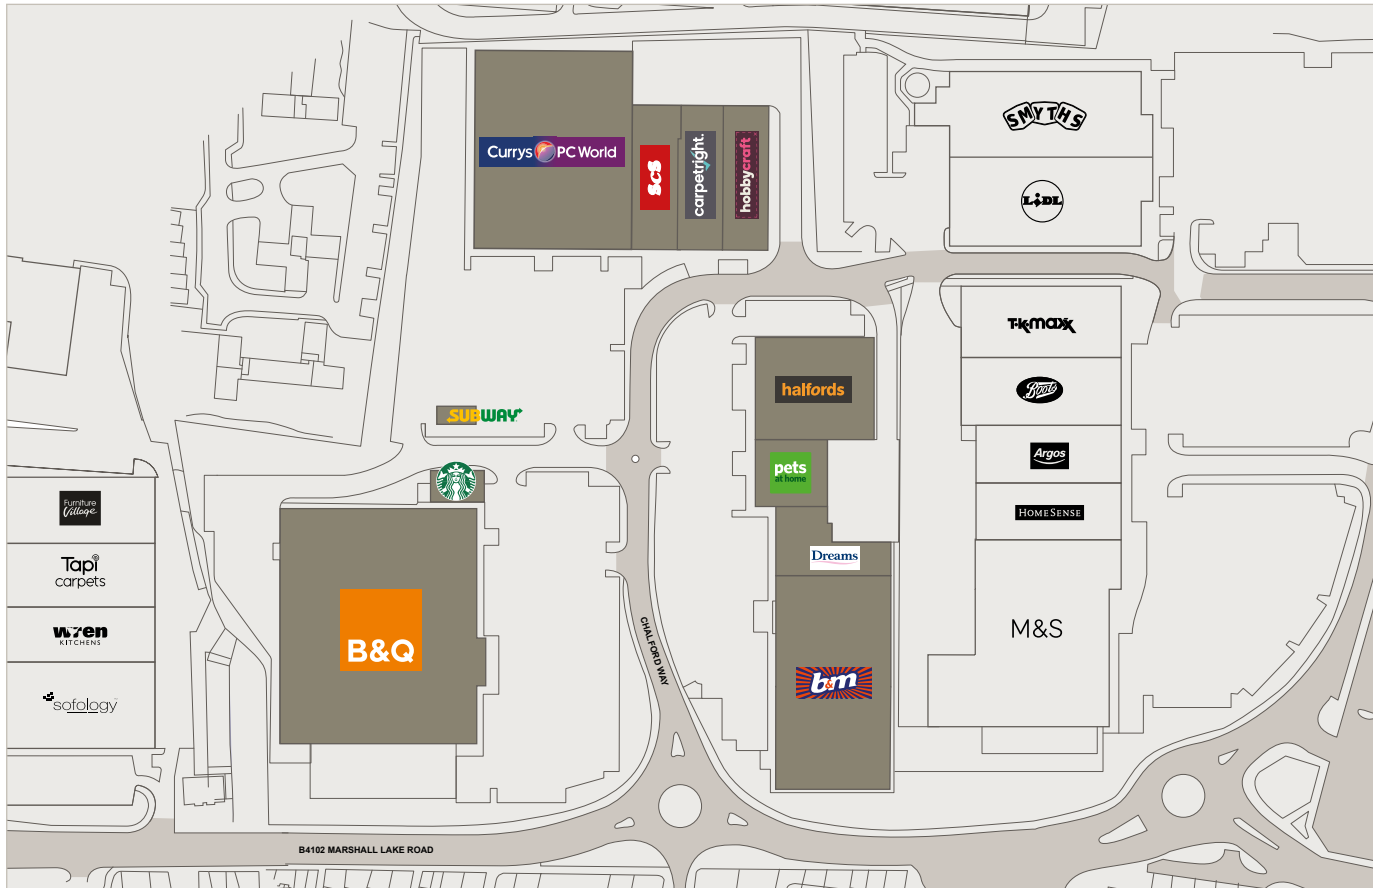 SMYTHS
Currys PC World
scs
carpetright.
hobbycraft
LIDL
T·K·maxx
halfords
Boots
SUBWAY
Argos
pets
at home
Furniture
Village
HOMESENSE
Dreams
Tapi
carpets
wren
KITCHENS
M&S
B&Q
CHALFORD WAY
b&m
sofology
B4102 MARSHALL LAKE ROAD